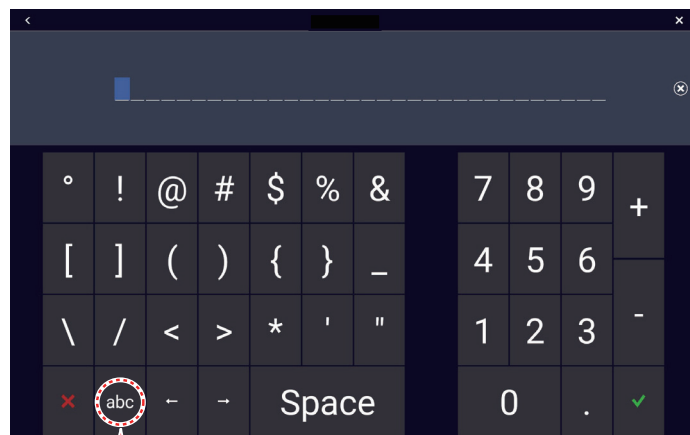 ° ! @ # $ % & 7 8 9 +
[ ] ( ) { } _ 4 5 6
\ / < > * ' " 1 2 3 -
abc ← → Space 0 .